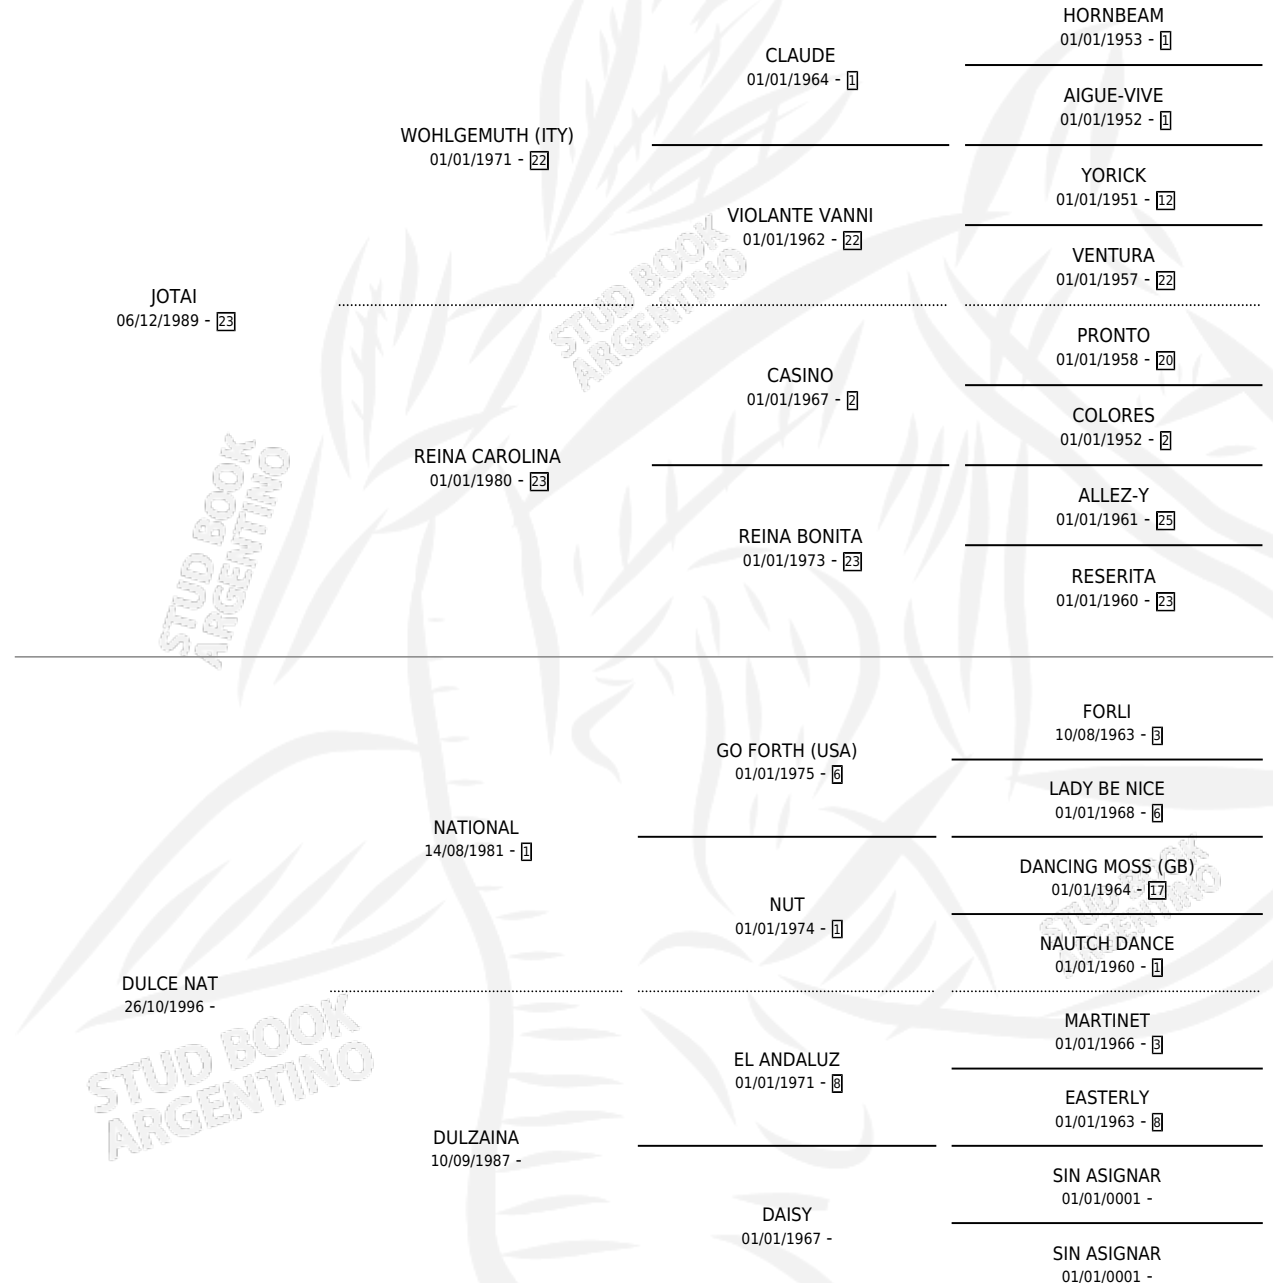 HORNBEAM
01/01/1953 - 1
CLAUDE
01/01/1964 - 1
AIGUE-VIVE
01/01/1952 - 1
WOHLGEMUTH (ITY)
01/01/1971 - 22
YORICK
01/01/1951 - 12
VIOLANTE VANNI
01/01/1962 - 22
VENTURA
01/01/1957 - 22
JOTAI
06/12/1989 - 23
PRONTO
01/01/1958 - 20
CASINO
01/01/1967 - 2
COLORES
01/01/1952 - 2
REINA CAROLINA
01/01/1980 - 23
ALLEZ-Y
01/01/1961 - 25
REINA BONITA
01/01/1973 - 23
RESERITA
01/01/1960 - 23
FORLI
10/08/1963 - 3
GO FORTH (USA)
01/01/1975 - 6
LADY BE NICE
01/01/1968 - 6
NATIONAL
14/08/1981 - 1
DANCING MOSS (GB)
01/01/1964 - 17
NUT
01/01/1974 - 1
NAUTCH DANCE
01/01/1960 - 1
DULCE NAT
26/10/1996 -
MARTINET
01/01/1966 - 3
EL ANDALUZ
01/01/1971 - 8
EASTERLY
01/01/1963 - 8
DULZAINA
10/09/1987 -
SIN ASIGNAR
01/01/0001 -
DAISY
01/01/1967 -
SIN ASIGNAR
01/01/0001 -
STUD BOOK
ARGENTINO
STUD BOOK
ARGENTINO
STUD BOOK
ARGENTINO
STUD BOOK
ARGENTINO